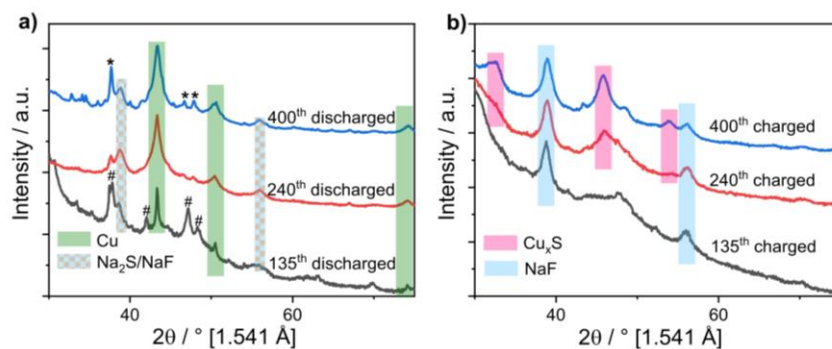 a)
Intensity / a.u.
*
* *
400th discharged
240th discharged
#
#
#
#
135th discharged
Cu
Na₂S/NaF
40
60
2θ / ° [1.541 Å]
b)
Intensity / a.u.
400th charged
240th charged
135th charged
CuₓS
NaF
40
60
2θ / ° [1.541 Å]